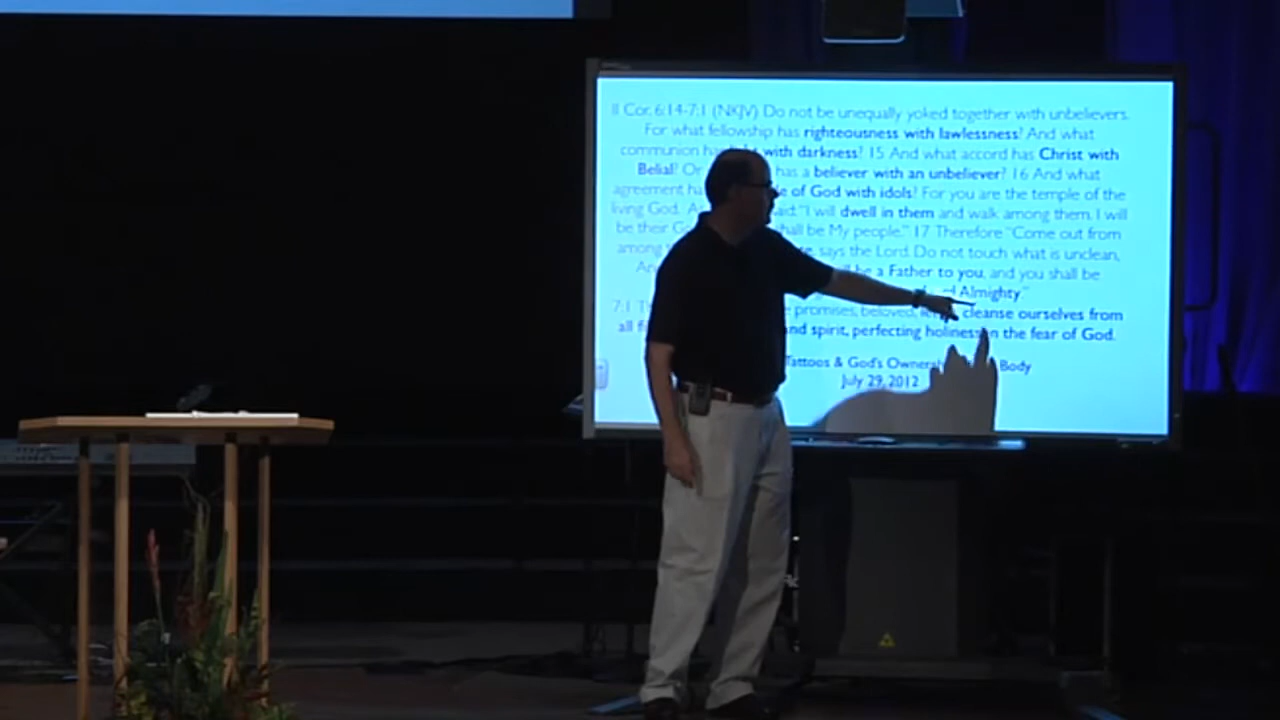 II Cor. 6:14-7:1 (NKJV) Do not be unequally yoked together with unbelievers.
For what fellowship has righteousness with lawlessness? And what
communion has with darkness? 15 And what accord has Christ with
Belial? Or has a believer with an unbeliever? 16 And what
agreement of God with idols? For you are the temple of the
living God. "I will dwell in them and walk among them. I will
be their shall be My people." 17 Therefore "Come out from
among says the Lord. Do not touch what is unclean,
be a Father to you, and you shall be
Almighty."
7:1 promises, beloved, cleanse ourselves from
all and spirit, perfecting holiness in the fear of God.
Tattoos & God's Body
July 29, 2012